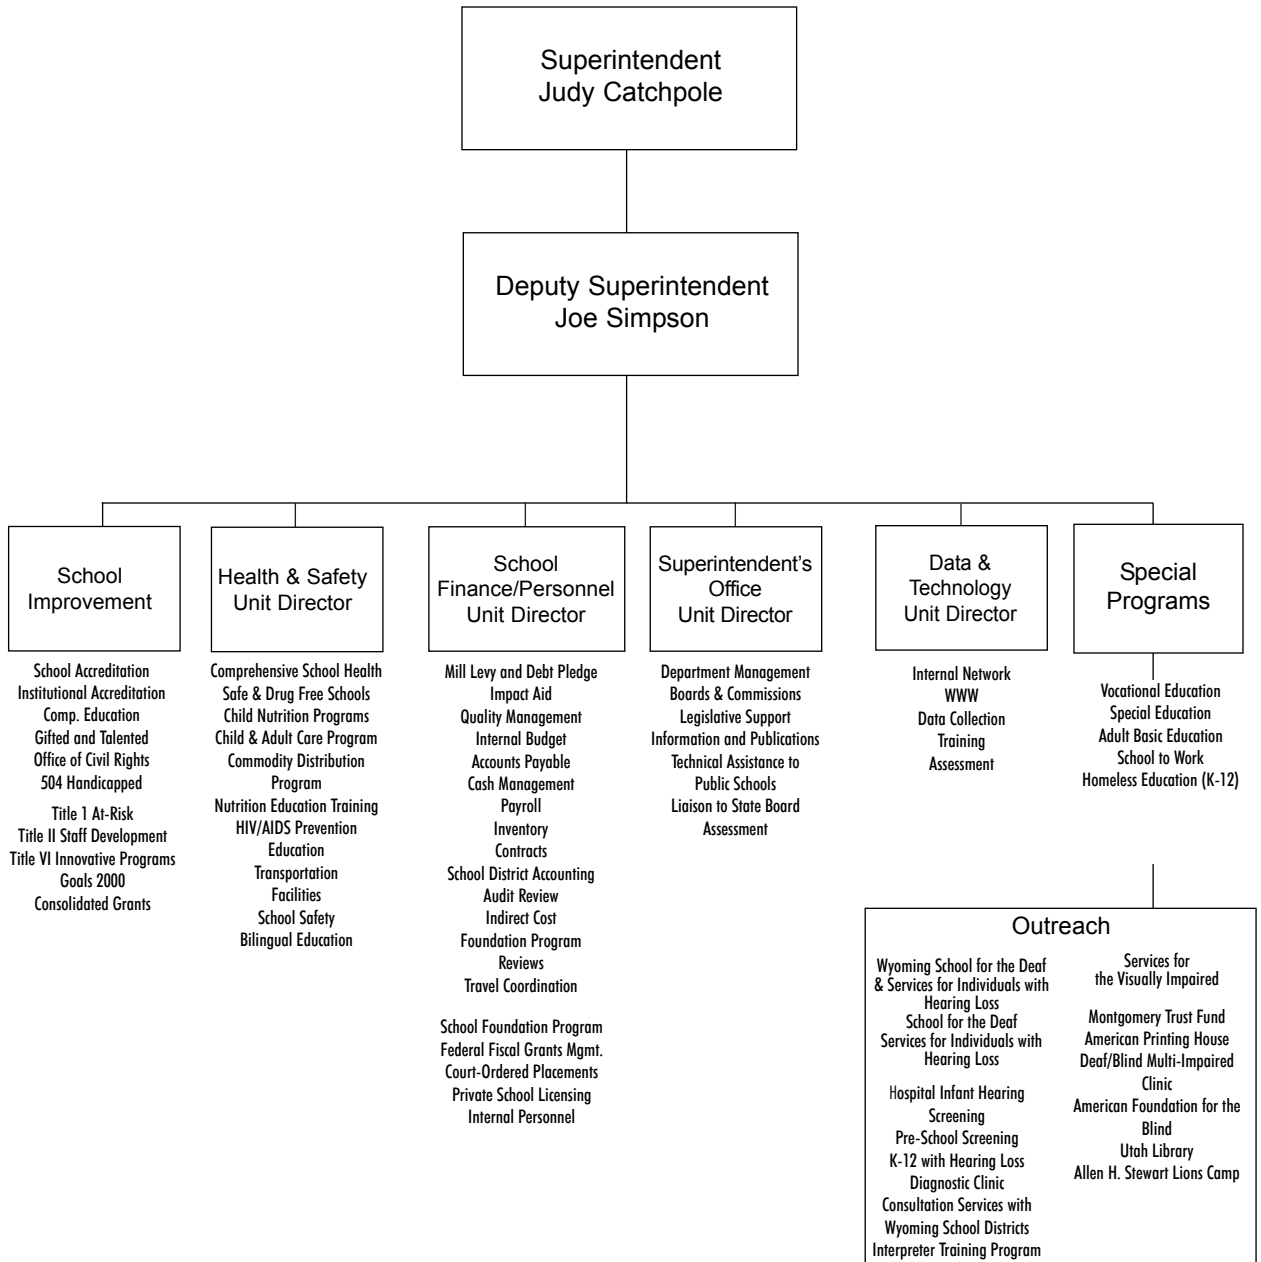 Superintendent
Judy Catchpole
Deputy Superintendent
Joe Simpson
School
Improvement
School Accreditation
Institutional Accreditation
Comp. Education
Gifted and Talented
Office of Civil Rights
504 Handicapped
Title 1 At-Risk
Title II Staff Development
Title VI Innovative Programs
Goals 2000
Consolidated Grants
Health & Safety
Unit Director
Comprehensive School Health
Safe & Drug Free Schools
Child Nutrition Programs
Child & Adult Care Program
Commodity Distribution
Program
Nutrition Education Training
HIV/AIDS Prevention
Education
Transportation
Facilities
School Safety
Bilingual Education
School
Finance/Personnel
Unit Director
Mill Levy and Debt Pledge
Impact Aid
Quality Management
Internal Budget
Accounts Payable
Cash Management
Payroll
Inventory
Contracts
School District Accounting
Audit Review
Indirect Cost
Foundation Program
Reviews
Travel Coordination
School Foundation Program
Federal Fiscal Grants Mgmt.
Court-Ordered Placements
Private School Licensing
Internal Personnel
Superintendent's
Office
Unit Director
Department Management
Boards & Commissions
Legislative Support
Information and Publications
Technical Assistance to
Public Schools
Liaison to State Board
Assessment
Data &
Technology
Unit Director
Internal Network
WWW
Data Collection
Training
Assessment
Special
Programs
Vocational Education
Special Education
Adult Basic Education
School to Work
Homeless Education (K-12)
Outreach
Wyoming School for the Deaf
& Services for Individuals with
Hearing Loss
School for the Deaf
Services for Individuals with
Hearing Loss
Hospital Infant Hearing
Screening
Pre-School Screening
K-12 with Hearing Loss
Diagnostic Clinic
Consultation Services with
Wyoming School Districts
Interpreter Training Program
Services for
the Visually Impaired
Montgomery Trust Fund
American Printing House
Deaf/Blind Multi-Impaired
Clinic
American Foundation for the
Blind
Utah Library
Allen H. Stewart Lions Camp